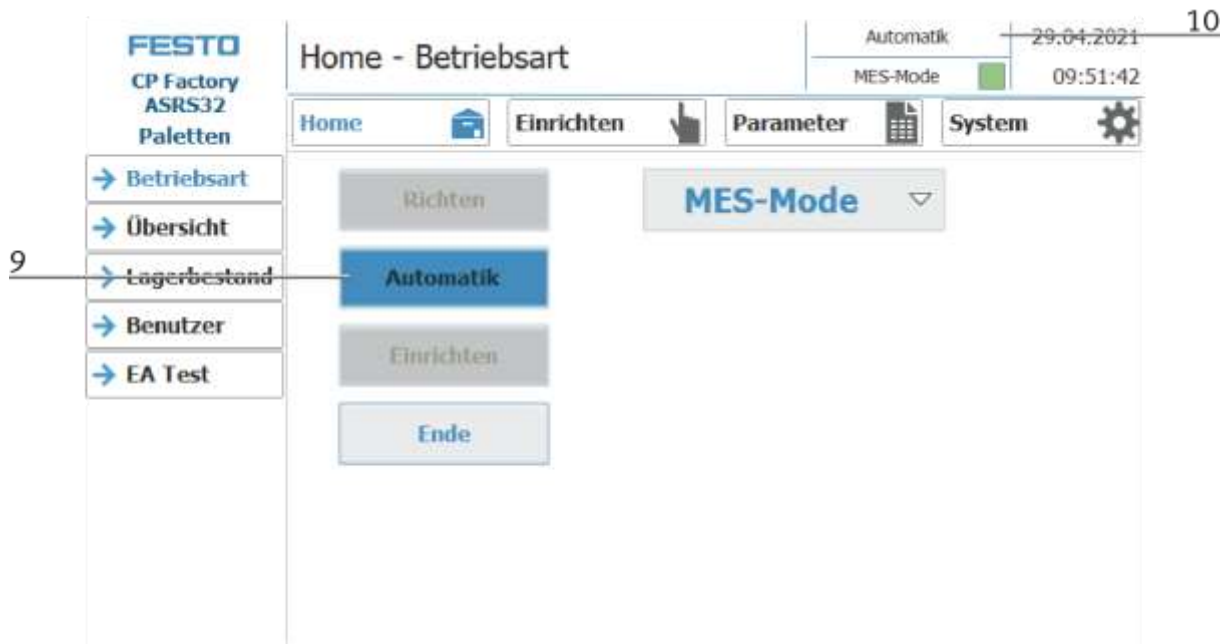 10
FESTO
CP Factory
ASRS32
Paletten
Home - Betriebsart
Automatik
29.04.2021
MES-Mode
09:51:42
Home
Einrichten
Parameter
System
Betriebsart
Übersicht
Lagerbestand
Benutzer
EA Test
9
Richten
MES-Mode
Automatik
Einrichten
Ende